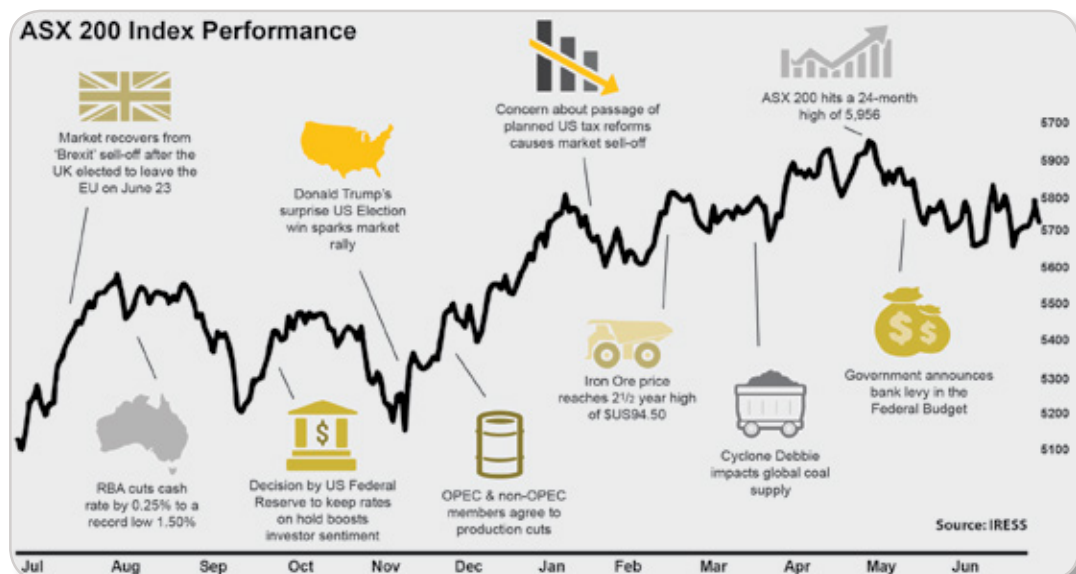 ASX 200 Index Performance
Market recovers from
'Brexit' sell-off after the
UK elected to leave the
EU on June 23
Donald Trump's
surprise US Election
win sparks market
rally
Concern about passage of
planned US tax reforms
causes market sell-off
ASX 200 hits a 24-month
high of 5,956
5700
5900
5800
5700
5600
5500
5400
5300
5200
5100
RBA cuts cash
rate by 0.25% to a
record low 1.50%
$
Decision by US Federal
Reserve to keep rates
on hold boosts
investor sentiment
OPEC & non-OPEC
members agree to
production cuts
Iron Ore price
reaches 21/2 year high
of $US94.50
Cyclone Debbie
impacts global coal
supply
$ $
Government announces
bank levy in the
Federal Budget
Source: IRESS
Jul Aug Sep Oct Nov Dec Jan Feb Mar Apr May Jun